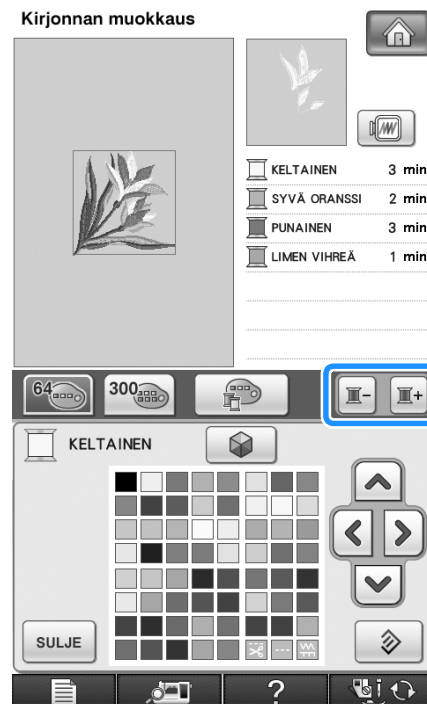 Kirjonnan muokkaus
KELTAINEN 3 min
SYVÄ ORANSSI 2 min
PUNAINEN 3 min
LIMEN VIHREÄ 1 min
64
300
KELTAINEN
SULJE
?